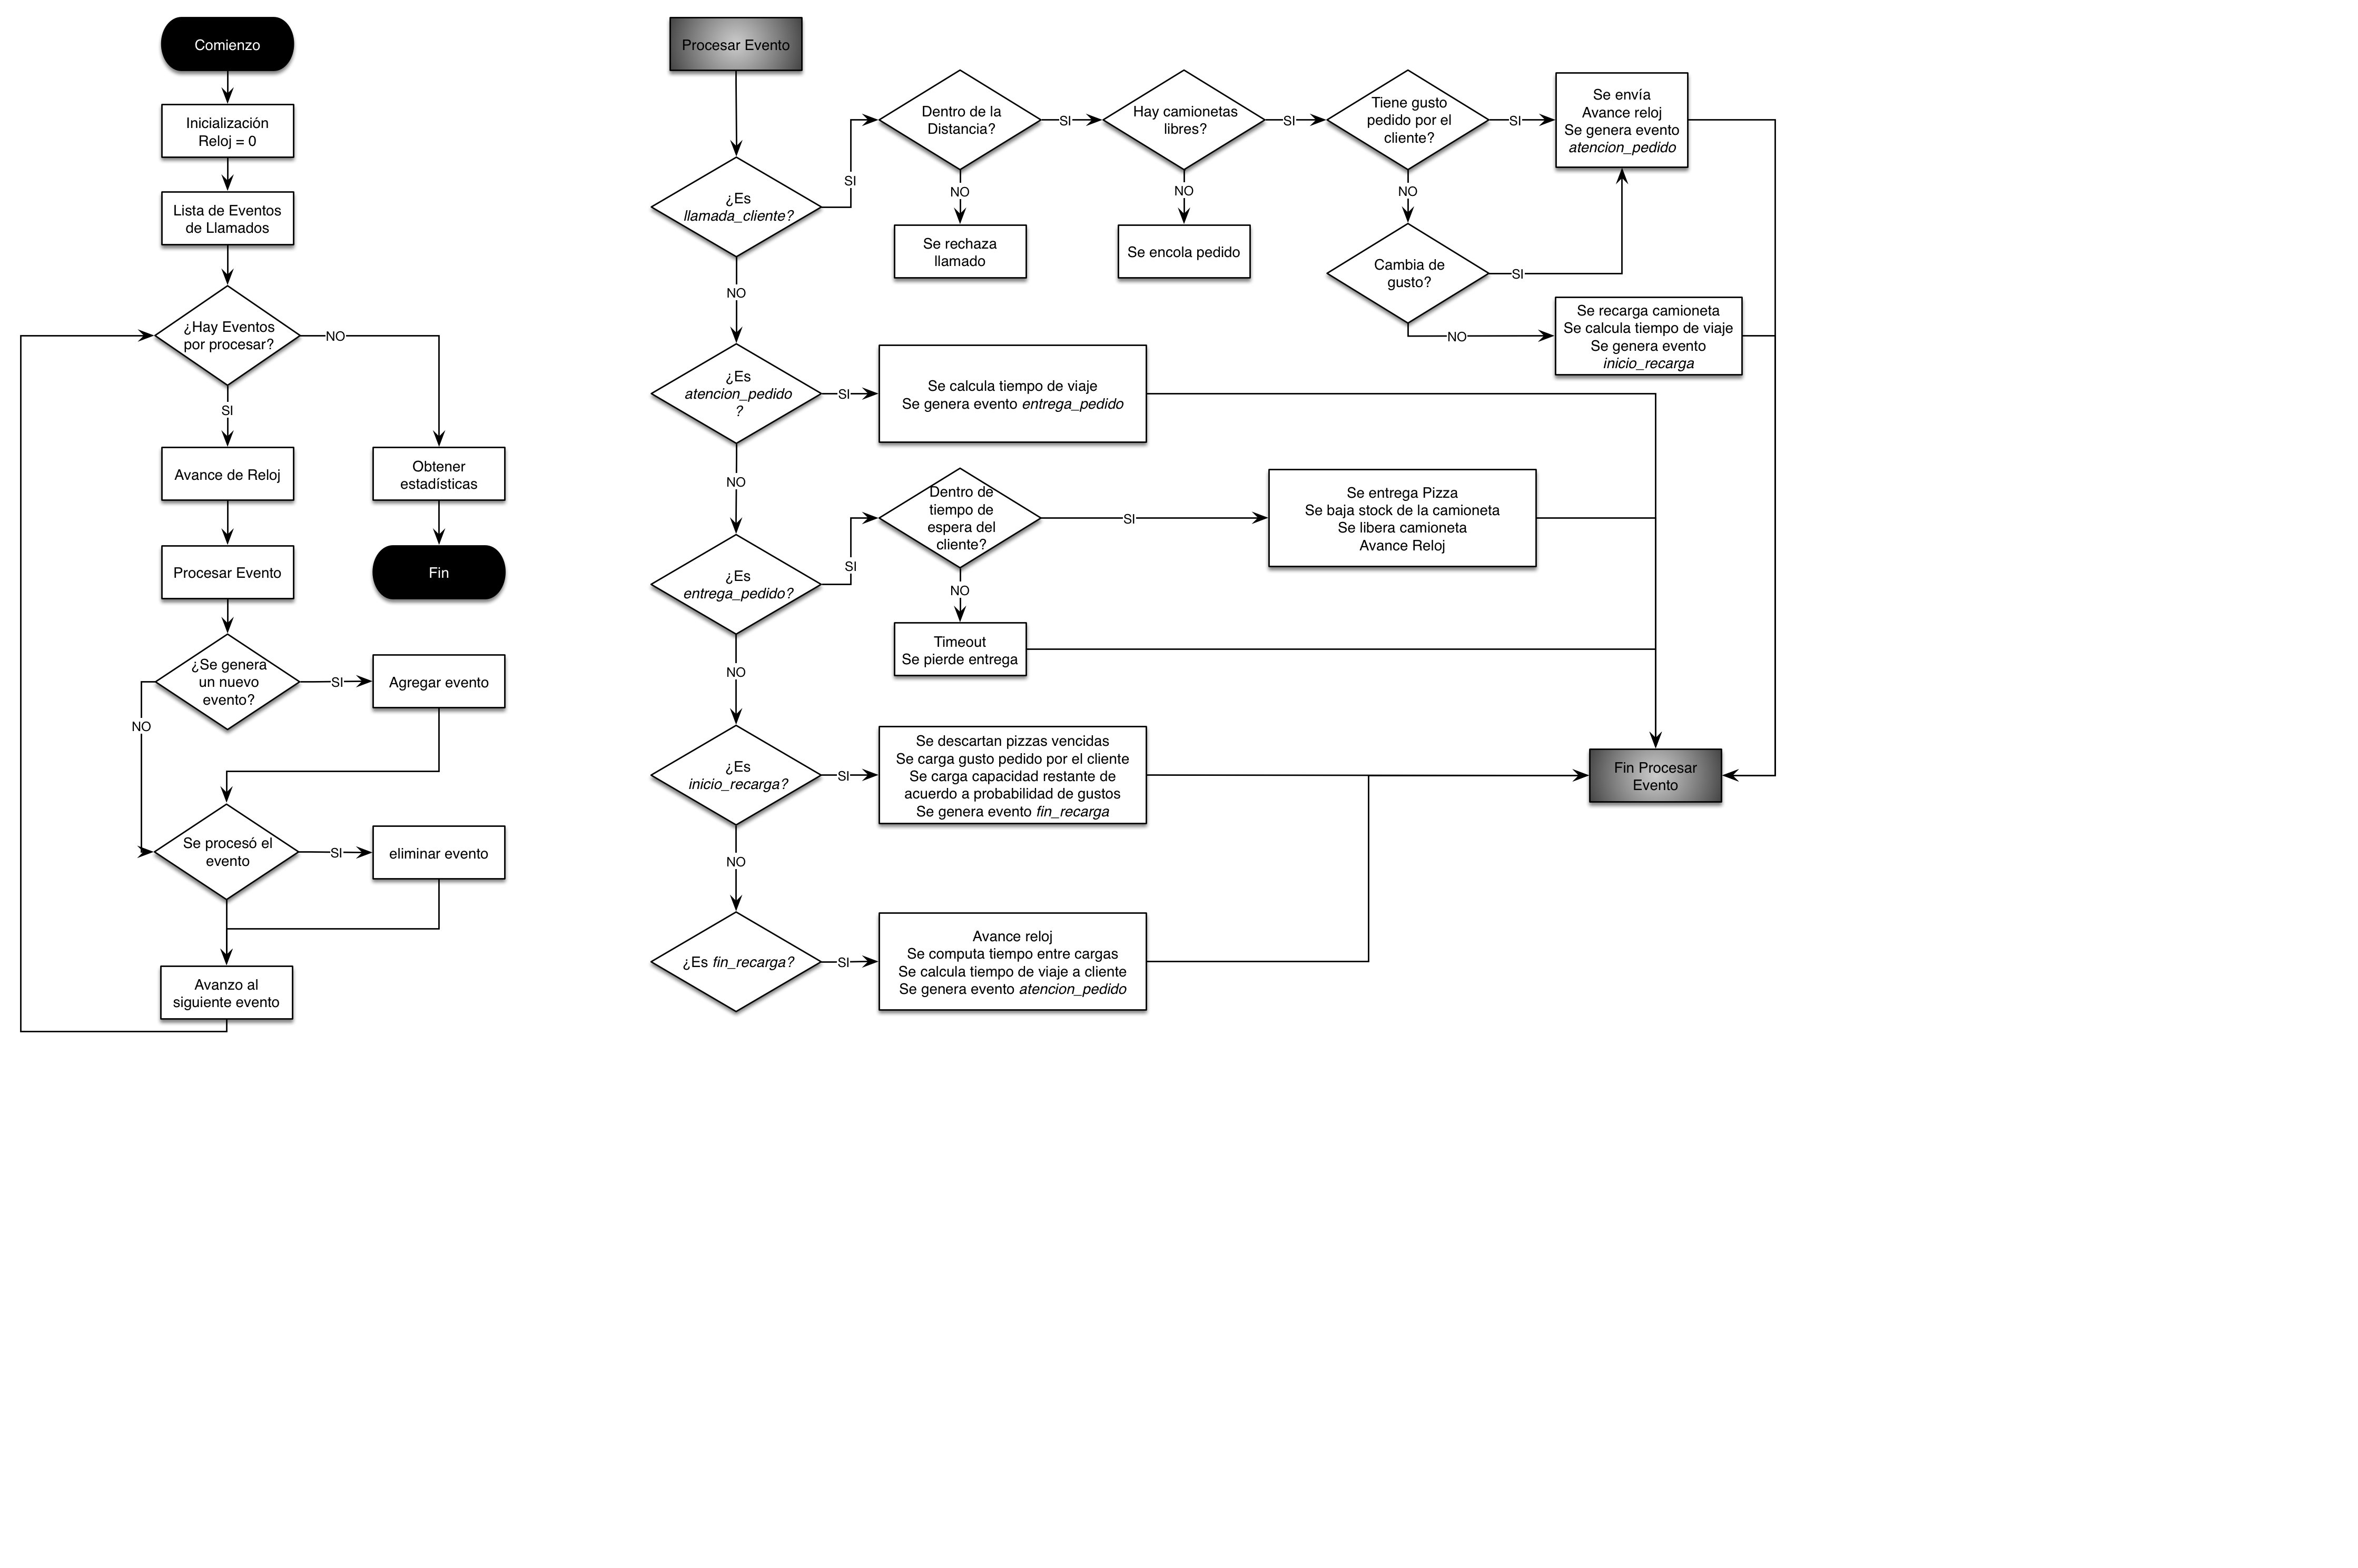 Comienzo
Inicialización
Reloj = 0
Lista de Eventos
de Llamados
¿Hay Eventos
por procesar?
NO
SI
Avance de Reloj
Obtener
estadísticas
Procesar Evento
Fin
¿Se genera
un nuevo
evento?
SI
Agregar evento
NO
Se procesó el
evento
SI
eliminar evento
Avanzo al
siguiente evento
Procesar Evento
¿Es
llamada_cliente?
SI
Dentro de la
Distancia?
SI
Hay camionetas
libres?
SI
Tiene gusto
pedido por el
cliente?
SI
Se envía
Avance reloj
Se genera evento
atencion_pedido
NO
Se rechaza
llamado
NO
Se encola pedido
NO
Cambia de
gusto?
SI
NO
Se recarga camioneta
Se calcula tiempo de viaje
Se genera evento
inicio_recarga
NO
¿Es
atencion_pedido
?
SI
Se calcula tiempo de viaje
Se genera evento entrega_pedido
NO
¿Es
entrega_pedido?
SI
Dentro de
tiempo de
espera del
cliente?
SI
Se entrega Pizza
Se baja stock de la camioneta
Se libera camioneta
Avance Reloj
NO
Timeout
Se pierde entrega
NO
¿Es
inicio_recarga?
SI
Se descartan pizzas vencidas
Se carga gusto pedido por el cliente
Se carga capacidad restante de
acuerdo a probabilidad de gustos
Se genera evento fin_recarga
Fin Procesar
Evento
NO
¿Es fin_recarga?
SI
Avance reloj
Se computa tiempo entre cargas
Se calcula tiempo de viaje a cliente
Se genera evento atencion_pedido